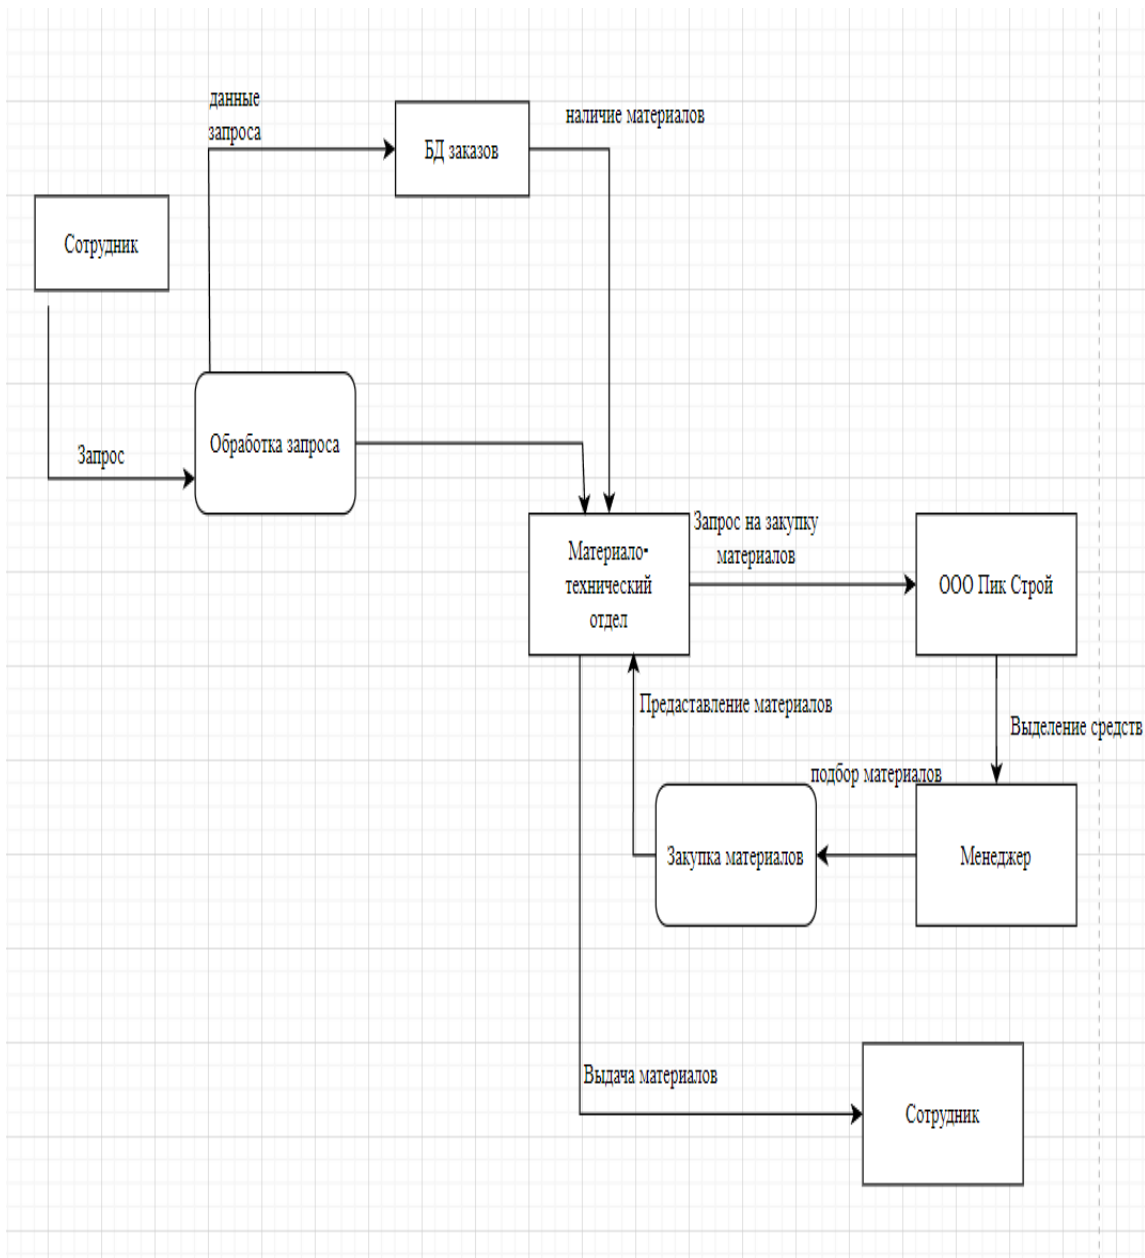 данные
запроса
БД заказов
наличие материалов
Сотрудник
Обработка запроса
Запрос
Материало-
технический
отдел
Запрос на закупку
материалов
ООО Пик Строй
Предаставление материалов
Выделение средств
подбор материалов
Закупка материалов
Менеджер
Выдача материалов
Сотрудник